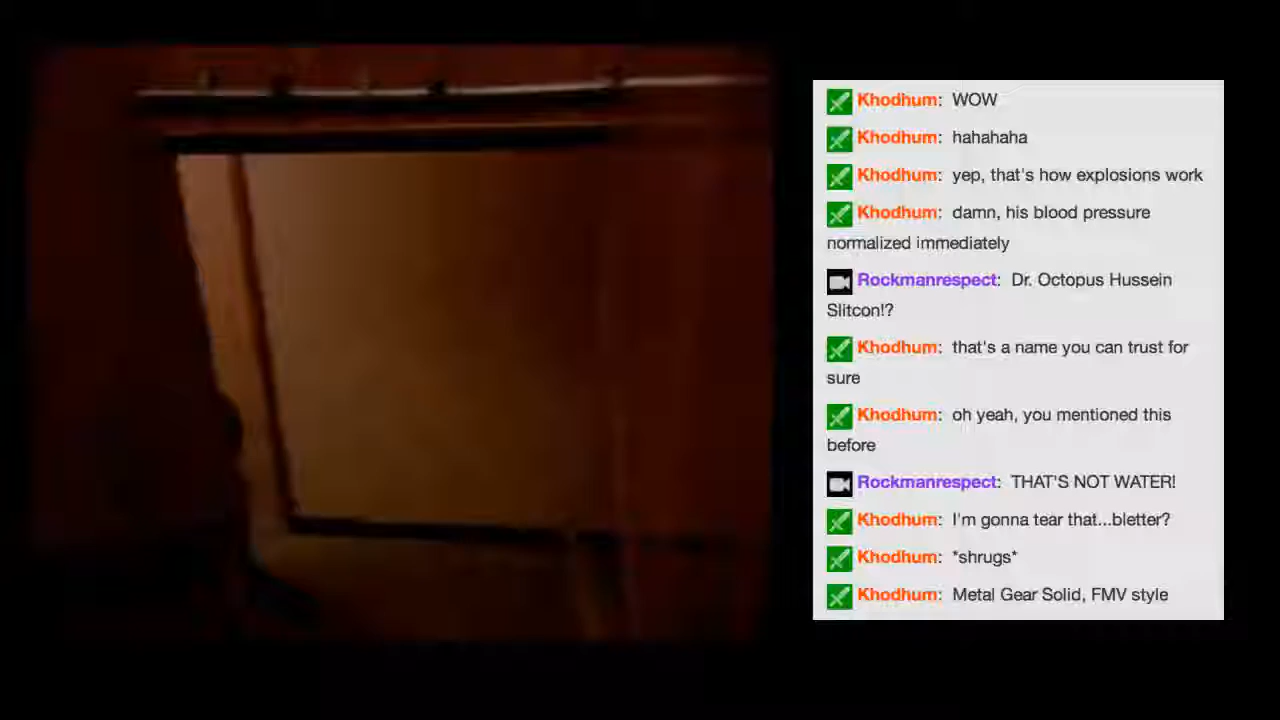 Khodhum: WOW
Khodhum: hahahaha
Khodhum: yep, that's how explosions work
Khodhum: damn, his blood pressure
normalized immediately
Rockmanrespect: Dr. Octopus Hussein
Slitcon!?
Khodhum: that's a name you can trust for
sure
Khodhum: oh yeah, you mentioned this
before
Rockmanrespect: THAT'S NOT WATER!
Khodhum: I'm gonna tear that...bletter?
Khodhum: *shrugs*
Khodhum: Metal Gear Solid, FMV style